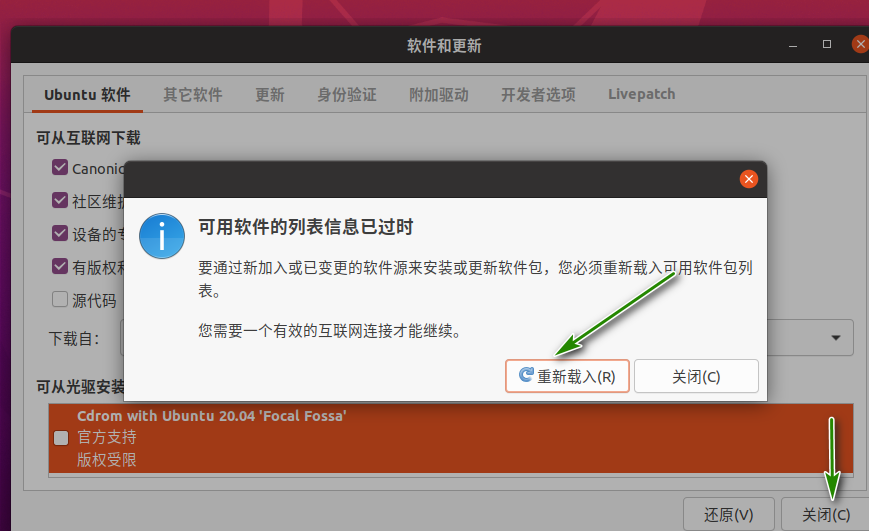 软件和更新
Ubuntu 软件 其它软件 更新 身份验证 附加驱动 开发者选项 Livepatch
可从互联网下载
Canonic
社区维护
设备的专
有版权和
源代码
下载自：
可用软件的列表信息已过时
要通过新加入或已变更的软件源来安装或更新软件包，您必须重新载入可用软件包列
表。
您需要一个有效的互联网连接才能继续。
重新载入(R) 关闭(C)
可从光驱安装
Cdrom with Ubuntu 20.04 'Focal Fossa'
官方支持
版权受限
还原(V) 关闭(C)